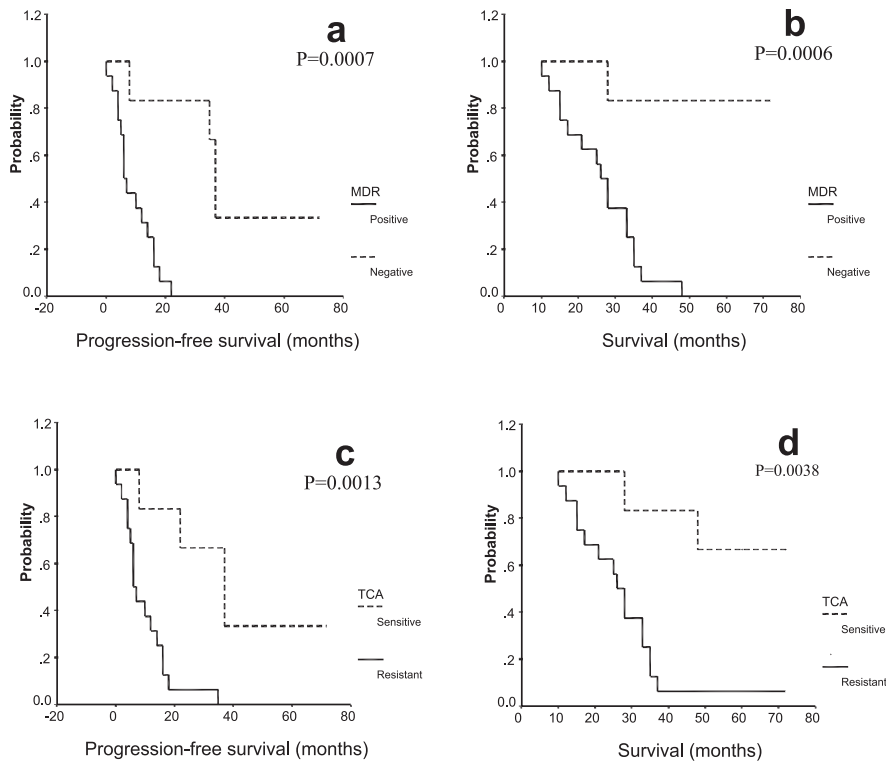 a
P=0.0007
1.2
1.0
.8
.6
.4
.2
0.0
Probability
-20
0
20
40
60
80
Progression-free survival (months)
MDR
Positive
Negative
b
P=0.0006
1.2
1.0
.8
.6
.4
.2
0.0
Probability
0
10
20
30
40
50
60
70
80
Survival (months)
MDR
Positive
Negative
c
P=0.0013
1.2
1.0
.8
.6
.4
.2
0.0
Probability
-20
0
20
40
60
80
Progression-free survival (months)
TCA
Sensitive
Resistant
d
P=0.0038
1.2
1.0
.8
.6
.4
.2
0.0
Probability
0
10
20
30
40
50
60
70
80
Survival (months)
TCA
Sensitive
Resistant